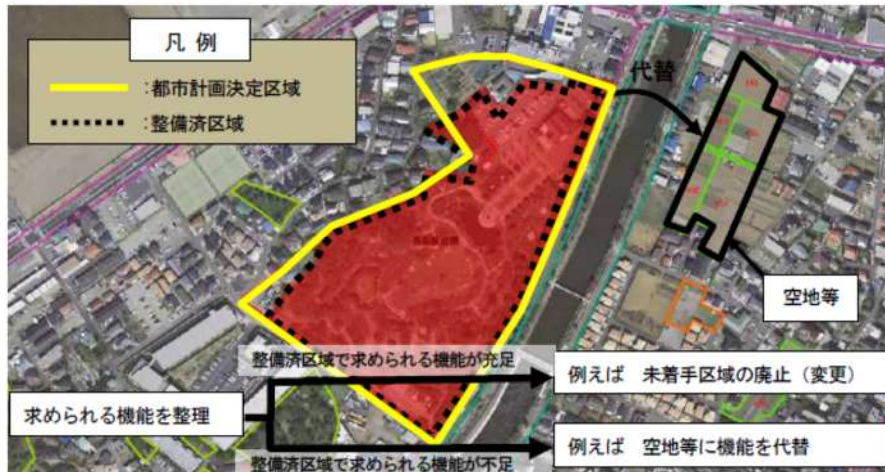 凡 例
:都市計画決定区域
:整備済区域
代替
空地等
整備済区域で求められる機能が充足
例えば 未着手区域の廃止（変更）
求められる機能を整理
例えば 空地等に機能を代替
整備済区域で求められる機能が不足